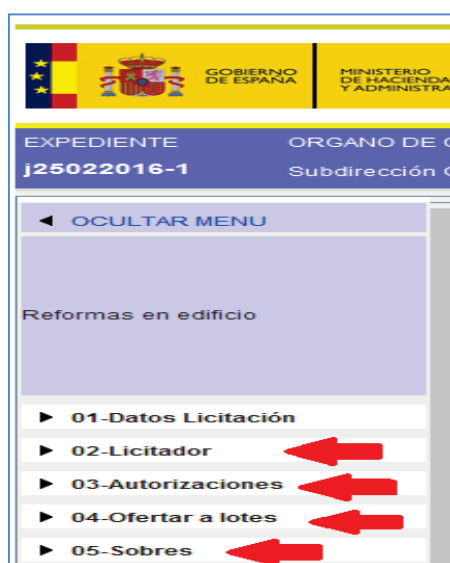 GOBIERNO
DE ESPAÑA
MINISTERIO
DE HACIENDA
Y ADMINISTRA
EXPEDIENTE
ORGANO DE
j25022016-1
Subdirección
OCULTAR MENU
Reformas en edificio
01-Datos Licitación
02-Licitador
03-Autorizaciones
04-Ofertar a lotes
05-Sobres